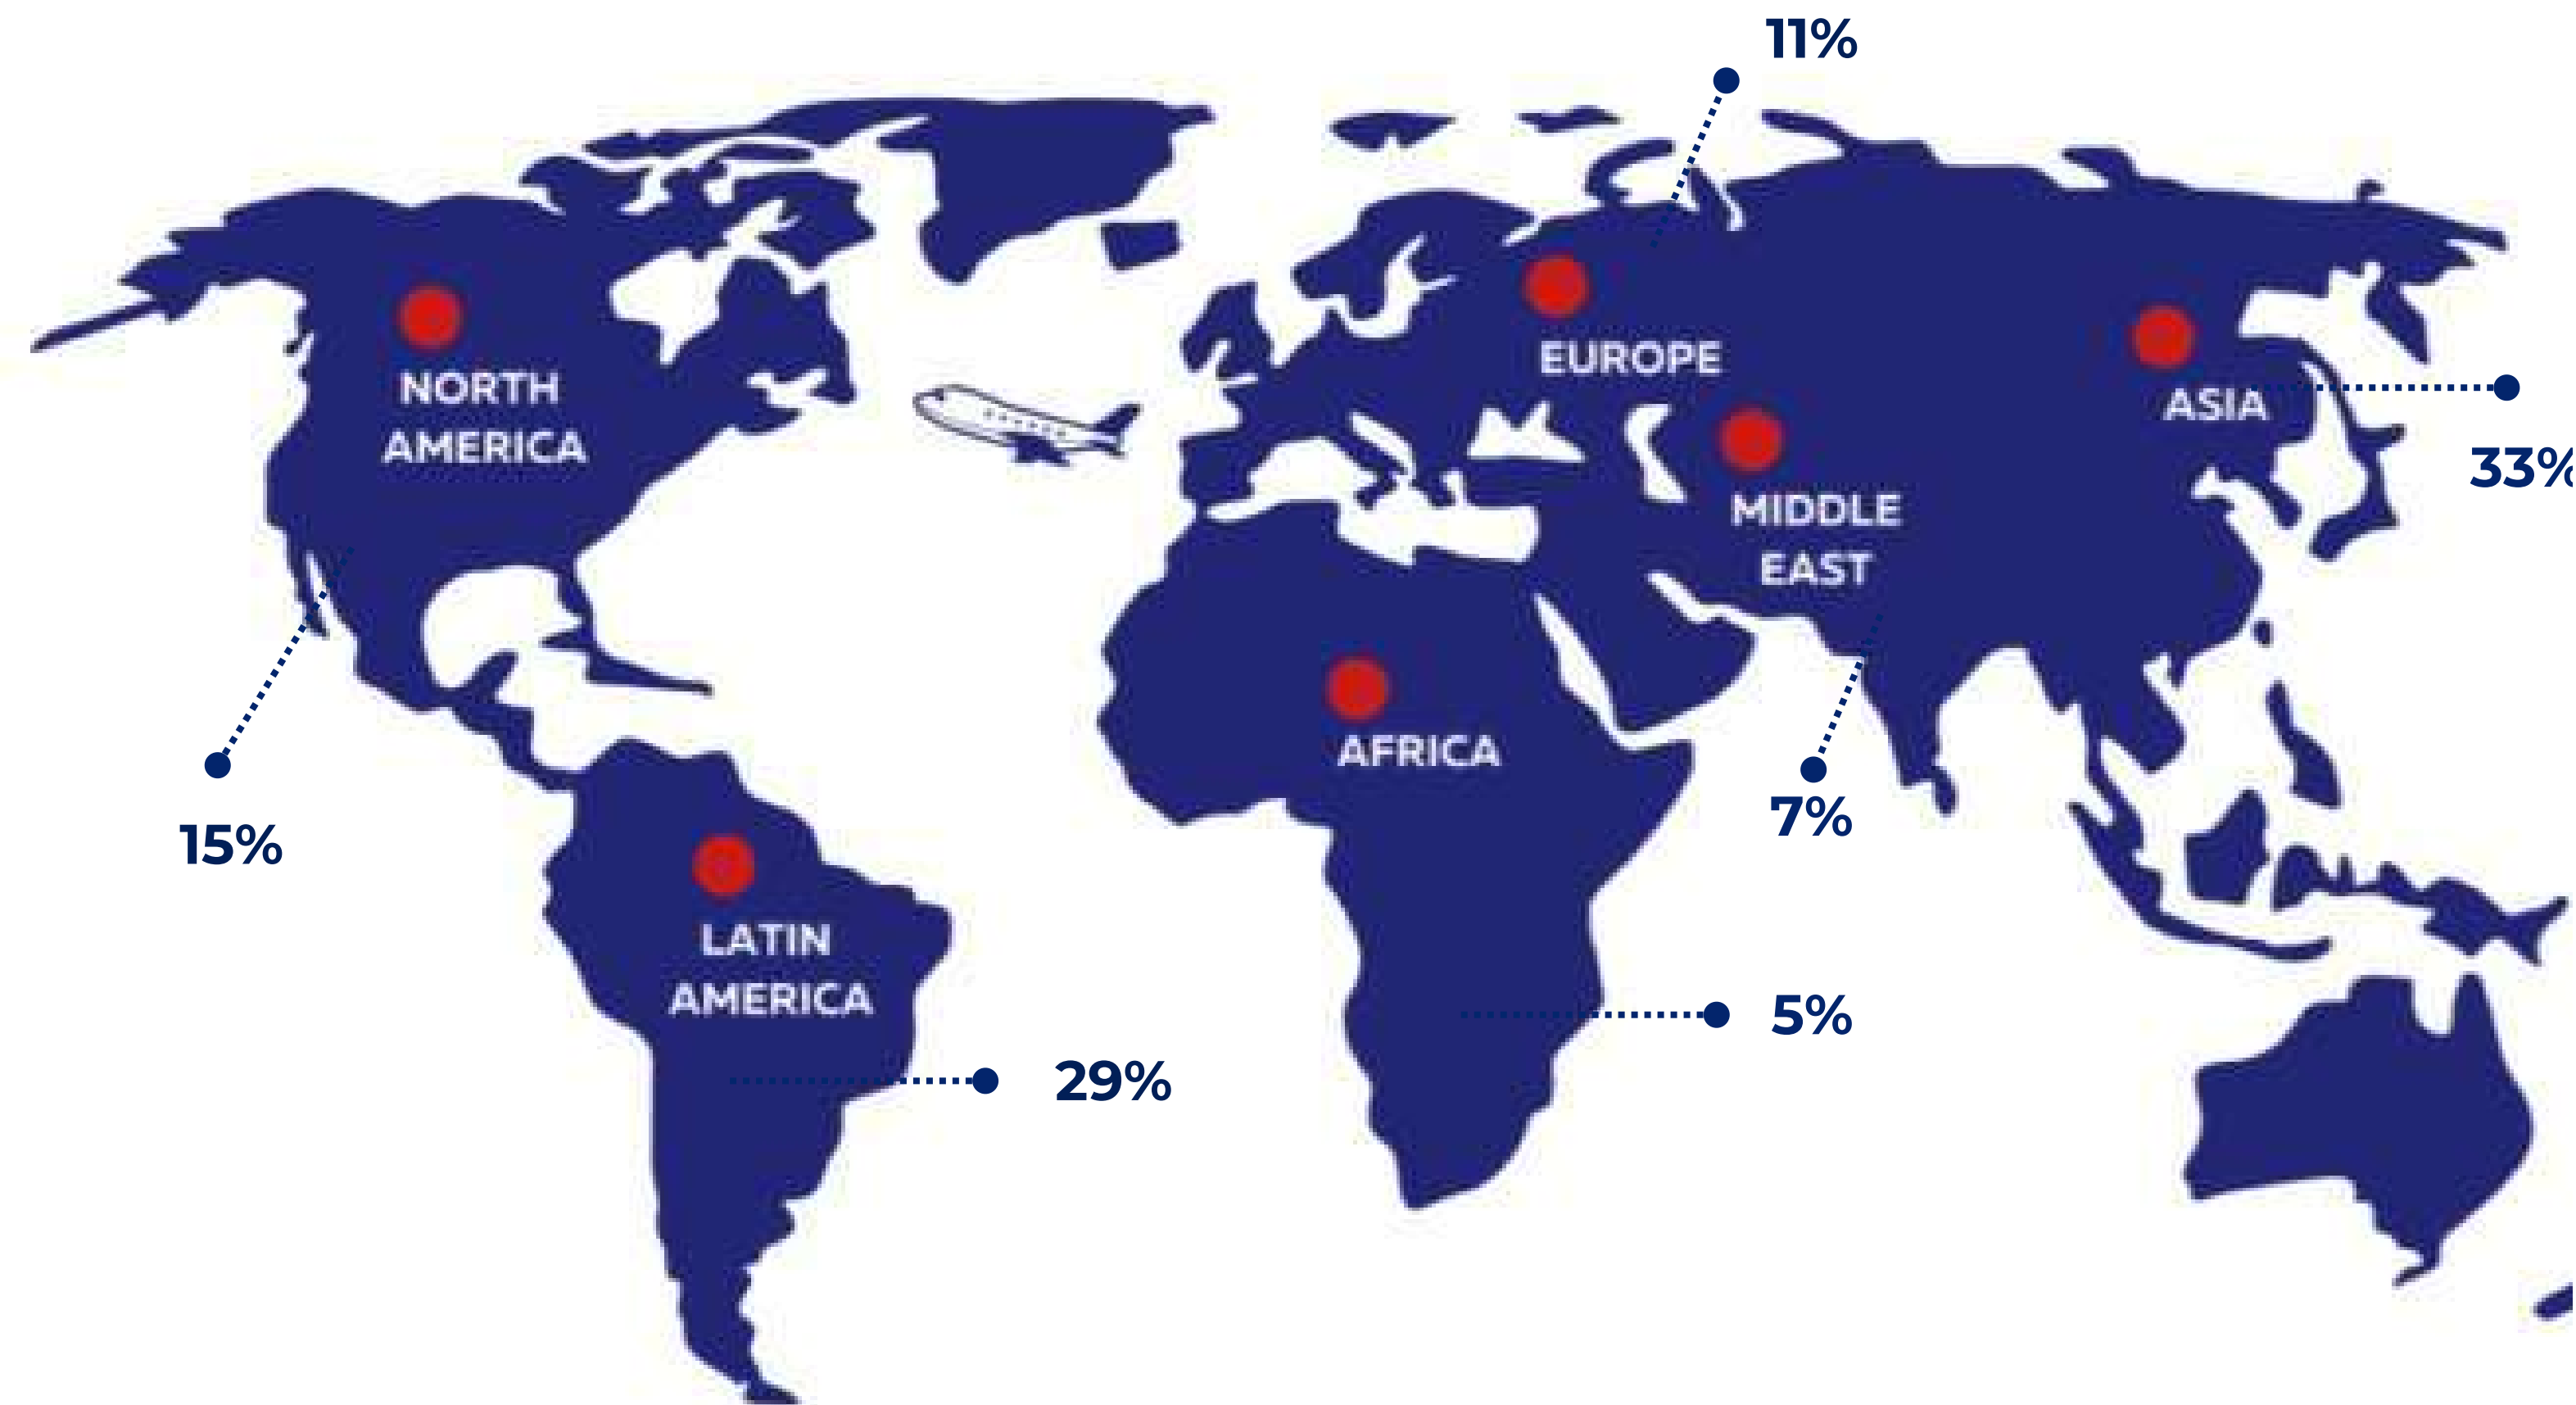 11%
NORTH
AMERICA
EUROPE
ASIA
33%
MIDDLE
EAST
AFRICA
7%
15%
LATIN
AMERICA
5%
29%